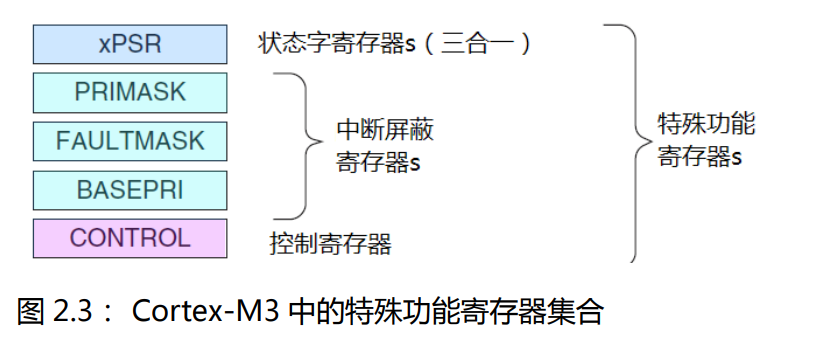 xPSR 状态字寄存器s（三合一）
PRIMASK
FAULTMASK
BASEPRI
中断屏蔽
寄存器s
CONTROL 控制寄存器
特殊功能
寄存器s
图 2.3： Cortex-M3 中的特殊功能寄存器集合